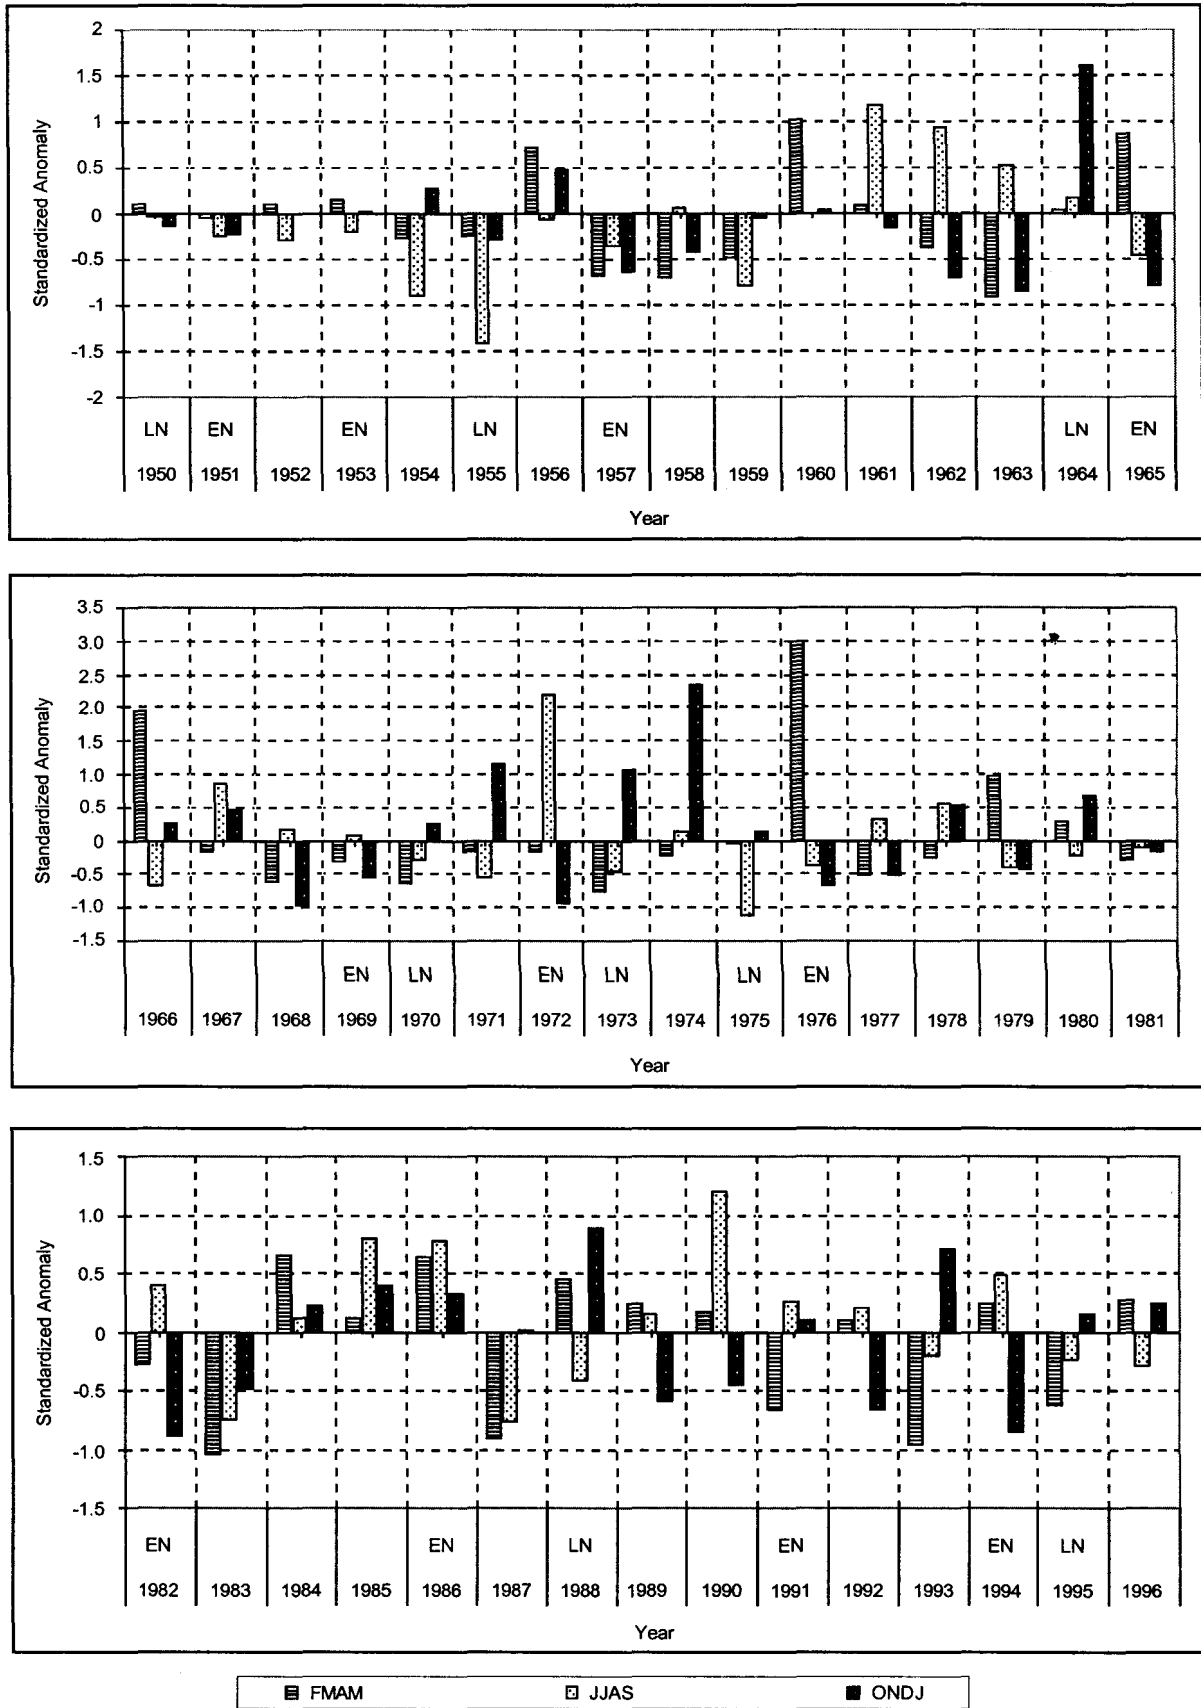 2
1.5
1
0.5
0
-0.5
-1
-1.5
-2
Standardized Anomaly
LN EN EN LN EN LN EN
1950 1951 1952 1953 1954 1955 1956 1957 1958 1959 1960 1961 1962 1963 1964 1965
Year
3.5
3.0
2.5
2.0
1.5
1.0
0.5
0
-0.5
-1.0
-1.5
Standardized Anomaly
EN LN EN LN LN EN
1966 1967 1968 1969 1970 1971 1972 1973 1974 1975 1976 1977 1978 1979 1980 1981
Year
1.5
1.0
0.5
0
-0.5
-1.0
-1.5
Standardized Anomaly
EN EN LN EN EN LN
1982 1983 1984 1985 1986 1987 1988 1989 1990 1991 1992 1993 1994 1995 1996
Year
FMAM JJAS ONDJ